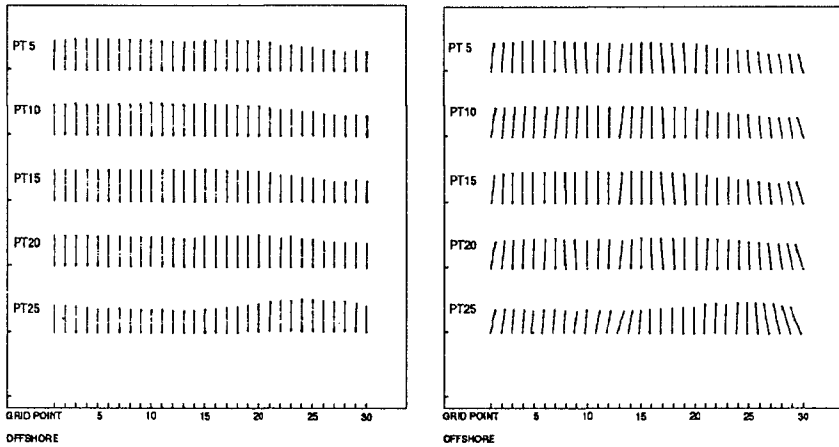 PT 5
PT10
PT15
PT20
PT25
GRID POINT 5 10 15 20 25 30
OFFSHORE
PT 5
PT10
PT15
PT20
PT25
GRID POINT 5 10 15 20 25 30
OFFSHORE